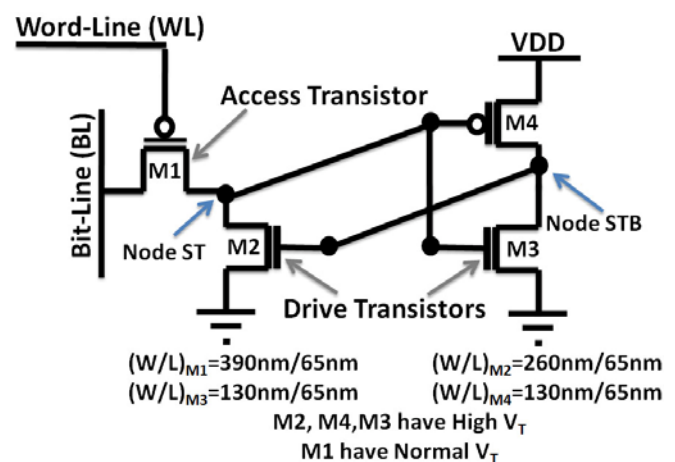 Word-Line (WL)
VDD
Access Transistor
M4
Bit-Line (BL)
M1
Node ST
M2
M3
Node STB
Drive Transistors
(W/L)M1=390nm/65nm
(W/L)M2=260nm/65nm
(W/L)M3=130nm/65nm
(W/L)M4=130nm/65nm
M2, M4,M3 have High VT
M1 have Normal VT